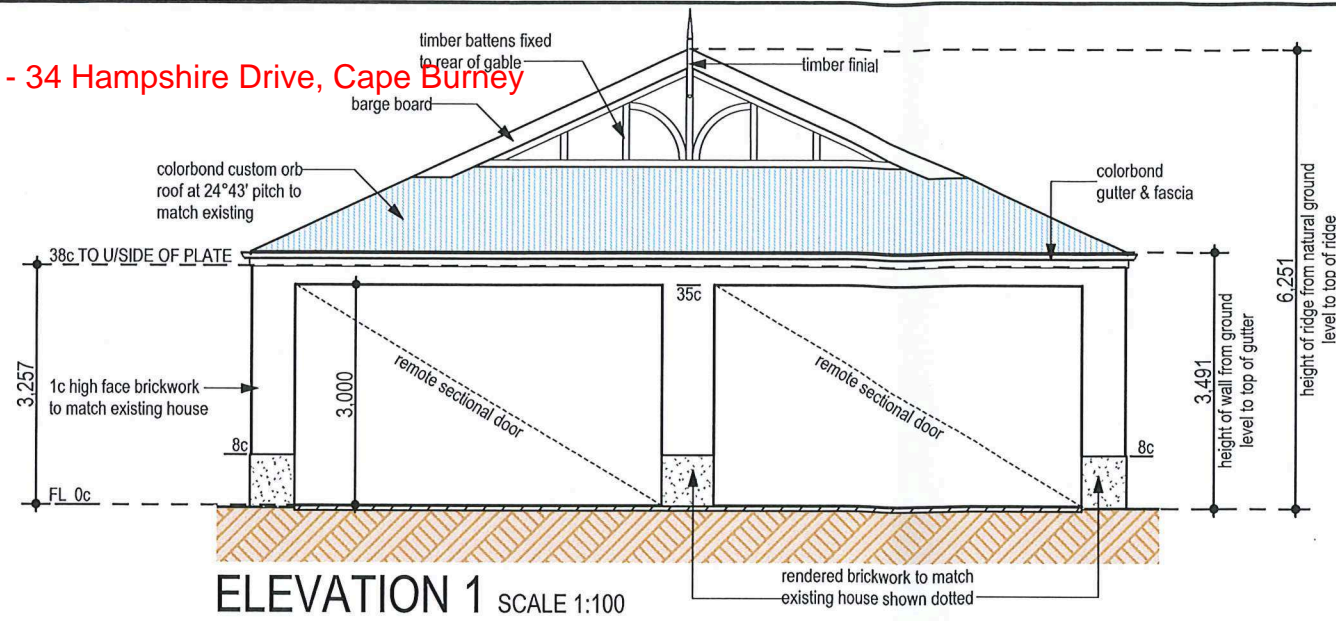 - 34 Hampshire Drive, Cape Burney
timber battens fixed
to rear of gable
timber finial
barge board
colorbond custom orb
roof at 24°43' pitch to
match existing
colorbond
gutter & fascia
38c TO U/SIDE OF PLATE
35c
3,257
1c high face brickwork
to match existing house
3,000
remote sectional door
remote sectional door
3,491
height of wall from ground
level to top of gutter
6,251
height of ridge from natural ground
level to top of ridge
8c
8c
FL 0c
rendered brickwork to match
existing house shown dotted
ELEVATION 1 SCALE 1:100